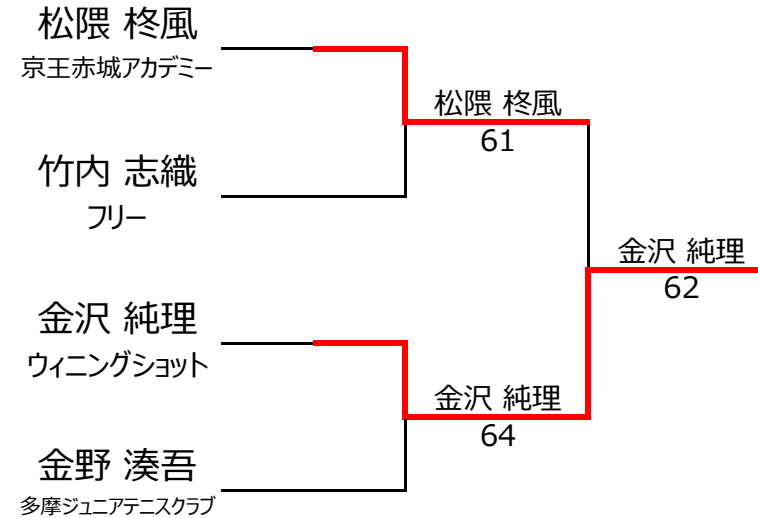 松隈 柊風
京王赤城アカデミー
竹内 志織
フリー
金沢 純理
ウィニングショット
金野 湊吾
多摩ジュニアテニスクラブ
松隈 柊風
61
金沢 純理
64
金沢 純理
62